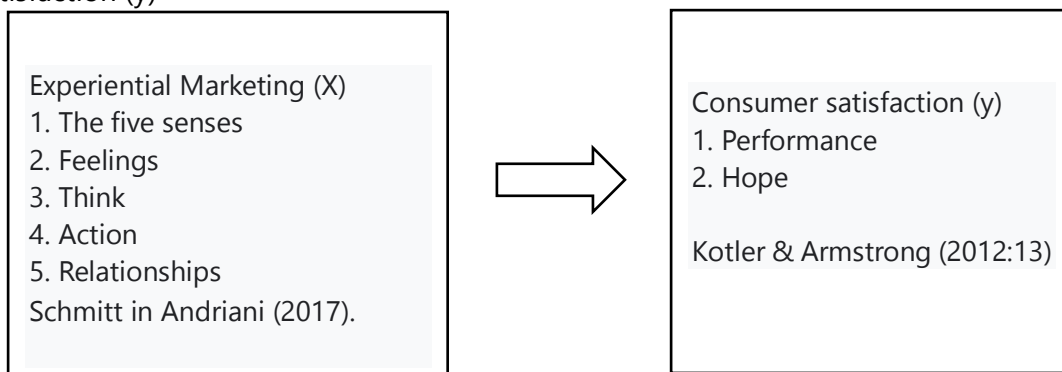 Experiential Marketing (X)
1. The five senses
2. Feelings
3. Think
4. Action
5. Relationships
Schmitt in Andriani (2017).
Consumer satisfaction (y)
1. Performance
2. Hope
Kotler & Armstrong (2012:13)